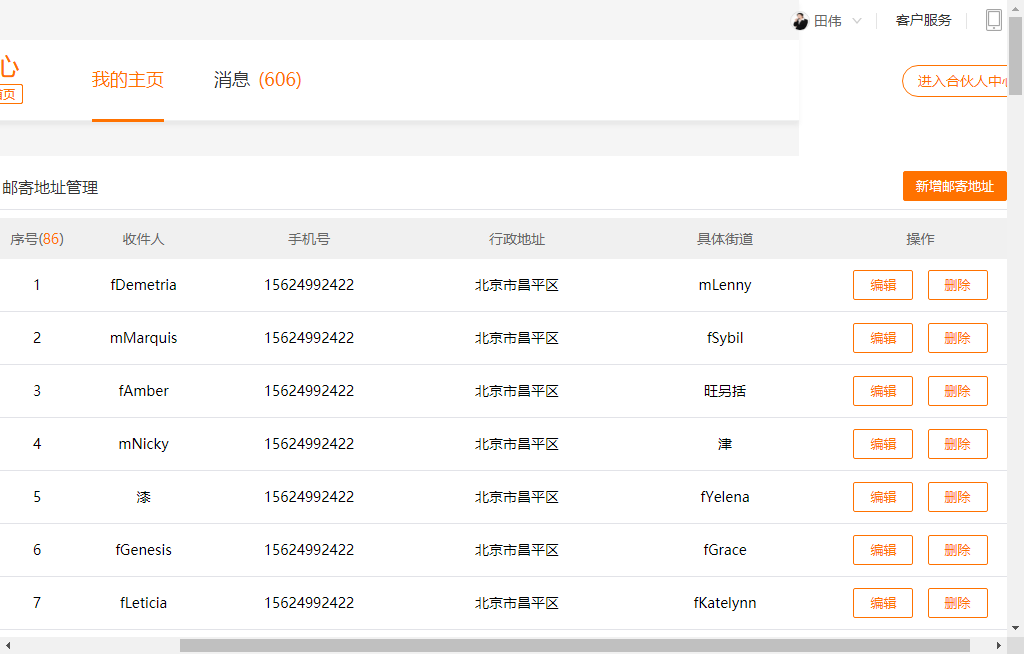 田伟 客户服务
心
首页
我的主页 消息 (606)
进入合伙人中心
邮寄地址管理
新增邮寄地址
序号(86) 收件人 手机号 行政地址 具体街道 操作
1 fDemetria 15624992422 北京市昌平区 mLenny 编辑 删除
2 mMarquis 15624992422 北京市昌平区 fSybil 编辑 删除
3 fAmber 15624992422 北京市昌平区 旺另括 编辑 删除
4 mNicky 15624992422 北京市昌平区 津 编辑 删除
5 漆 15624992422 北京市昌平区 fYelena 编辑 删除
6 fGenesis 15624992422 北京市昌平区 fGrace 编辑 删除
7 fLeticia 15624992422 北京市昌平区 fKatelynn 编辑 删除